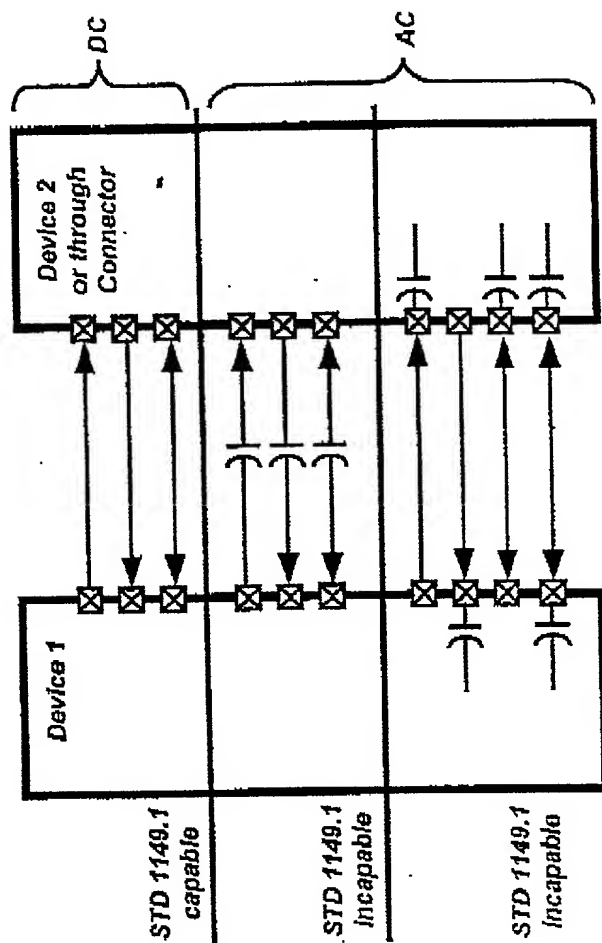 Device 1
Device 2
or through
Connector
DC
AC
STD 1149.1
capable
STD 1149.1
Incapable
STD 1149.1
Incapable